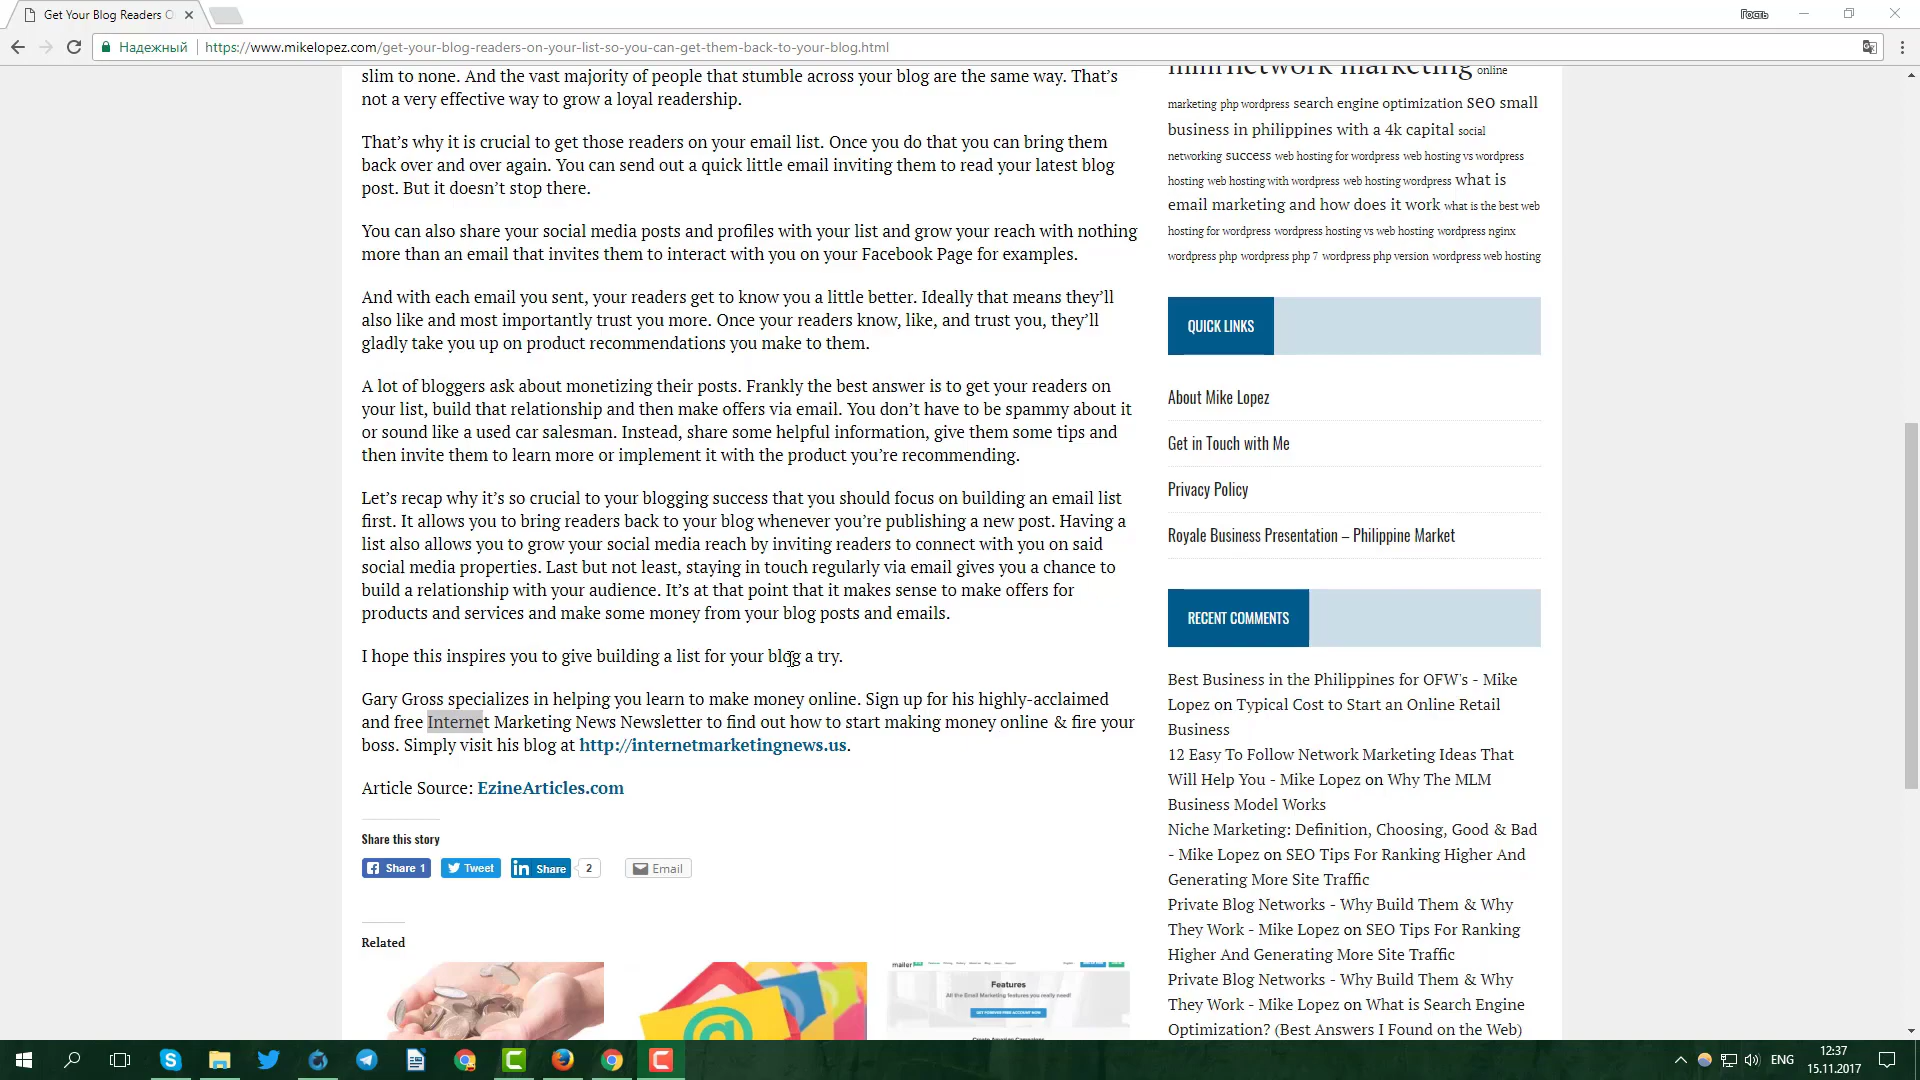 Get Your Blog Readers O
Гость
Надежный
https://www.mikelopez.com/get-your-blog-readers-on-your-list-so-you-can-get-them-back-to-your-blog.html
slim to none. And the vast majority of people that stumble across your blog are the same way. That’s
not a very effective way to grow a loyal readership.
That’s why it is crucial to get those readers on your email list. Once you do that you can bring them
back over and over again. You can send out a quick little email inviting them to read your latest blog
post. But it doesn’t stop there.
You can also share your social media posts and profiles with your list and grow your reach with nothing
more than an email that invites them to interact with you on your Facebook Page for examples.
And with each email you sent, your readers get to know you a little better. Ideally that means they’ll
also like and most importantly trust you more. Once your readers know, like, and trust you, they’ll
gladly take you up on product recommendations you make to them.
A lot of bloggers ask about monetizing their posts. Frankly the best answer is to get your readers on
your list, build that relationship and then make offers via email. You don’t have to be spammy about it
or sound like a used car salesman. Instead, share some helpful information, give them some tips and
then invite them to learn more or implement it with the product you’re recommending.
Let’s recap why it’s so crucial to your blogging success that you should focus on building an email list
first. It allows you to bring readers back to your blog whenever you’re publishing a new post. Having a
list also allows you to grow your social media reach by inviting readers to connect with you on said
social media properties. Last but not least, staying in touch regularly via email gives you a chance to
build a relationship with your audience. It’s at that point that it makes sense to make offers for
products and services and make some money from your blog posts and emails.
I hope this inspires you to give building a list for your blog a try.
Gary Gross specializes in helping you learn to make money online. Sign up for his highly-acclaimed
and free Internet Marketing News Newsletter to find out how to start making money online & fire your
boss. Simply visit his blog at http://internetmarketingnews.us.
Article Source: EzineArticles.com
Share this story
Share 1 Tweet Share 2 Email
Related
mailer
Features
All the Email Marketing features you really need!
GET FOREVER FREE ACCOUNT NOW
mlm network marketing online
marketing php wordpress search engine optimization seo small
business in philippines with a 4k capital social
networking success web hosting for wordpress web hosting vs wordpress
hosting web hosting with wordpress web hosting wordpress what is
email marketing and how does it work what is the best web
hosting for wordpress wordpress hosting vs web hosting wordpress nginx
wordpress php wordpress php 7 wordpress php version wordpress web hosting
QUICK LINKS
About Mike Lopez
Get in Touch with Me
Privacy Policy
Royale Business Presentation – Philippine Market
RECENT COMMENTS
Best Business in the Philippines for OFW's - Mike
Lopez on Typical Cost to Start an Online Retail
Business
12 Easy To Follow Network Marketing Ideas That
Will Help You - Mike Lopez on Why The MLM
Business Model Works
Niche Marketing: Definition, Choosing, Good & Bad
- Mike Lopez on SEO Tips For Ranking Higher And
Generating More Site Traffic
Private Blog Networks - Why Build Them & Why
They Work - Mike Lopez on SEO Tips For Ranking
Higher And Generating More Site Traffic
Private Blog Networks - Why Build Them & Why
They Work - Mike Lopez on What is Search Engine
Optimization? (Best Answers I Found on the Web)
ENG
12:37
15.11.2017